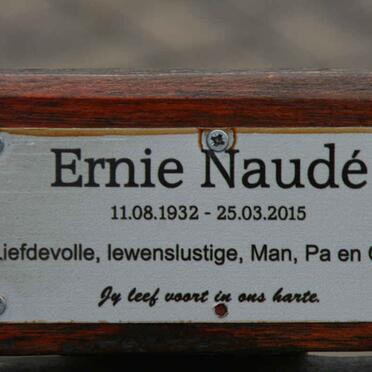 Ernie Naudé
11.08.1932 - 25.03.2015
Liefdevolle, lewenslustige, Man, Pa en
Jy leef voort in ons harte.